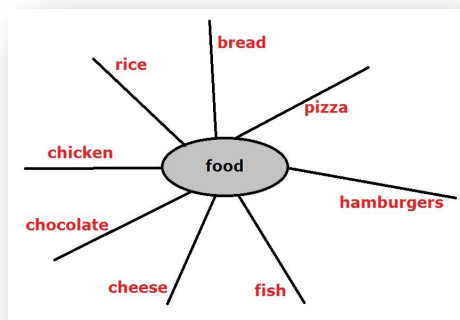 bread
rice
pizza
chicken
food
hamburgers
chocolate
cheese
fish